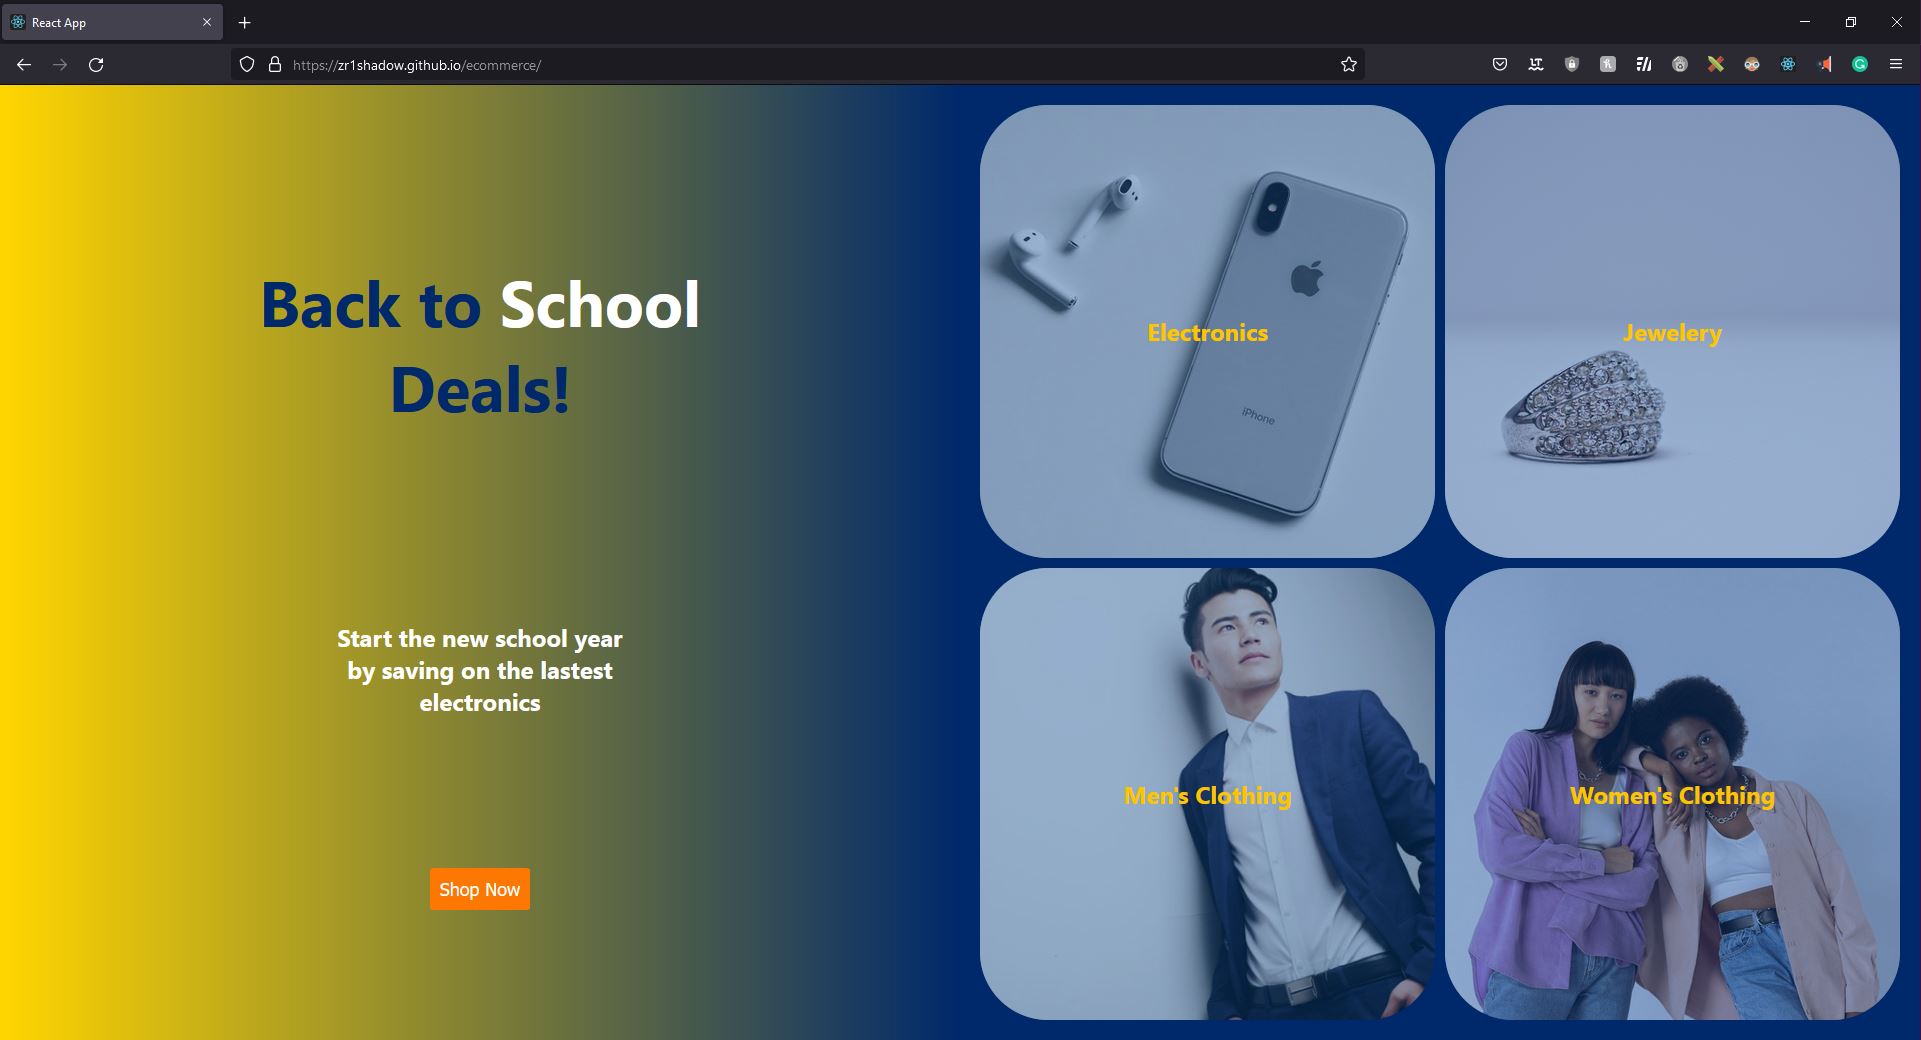 React App
https://zr1shadow.github.io/ecommerce/
Back to School
Deals!
Start the new school year
by saving on the lastest
electronics
Shop Now
Electronics
iPhone
Jewelery
Men's Clothing
Women's Clothing